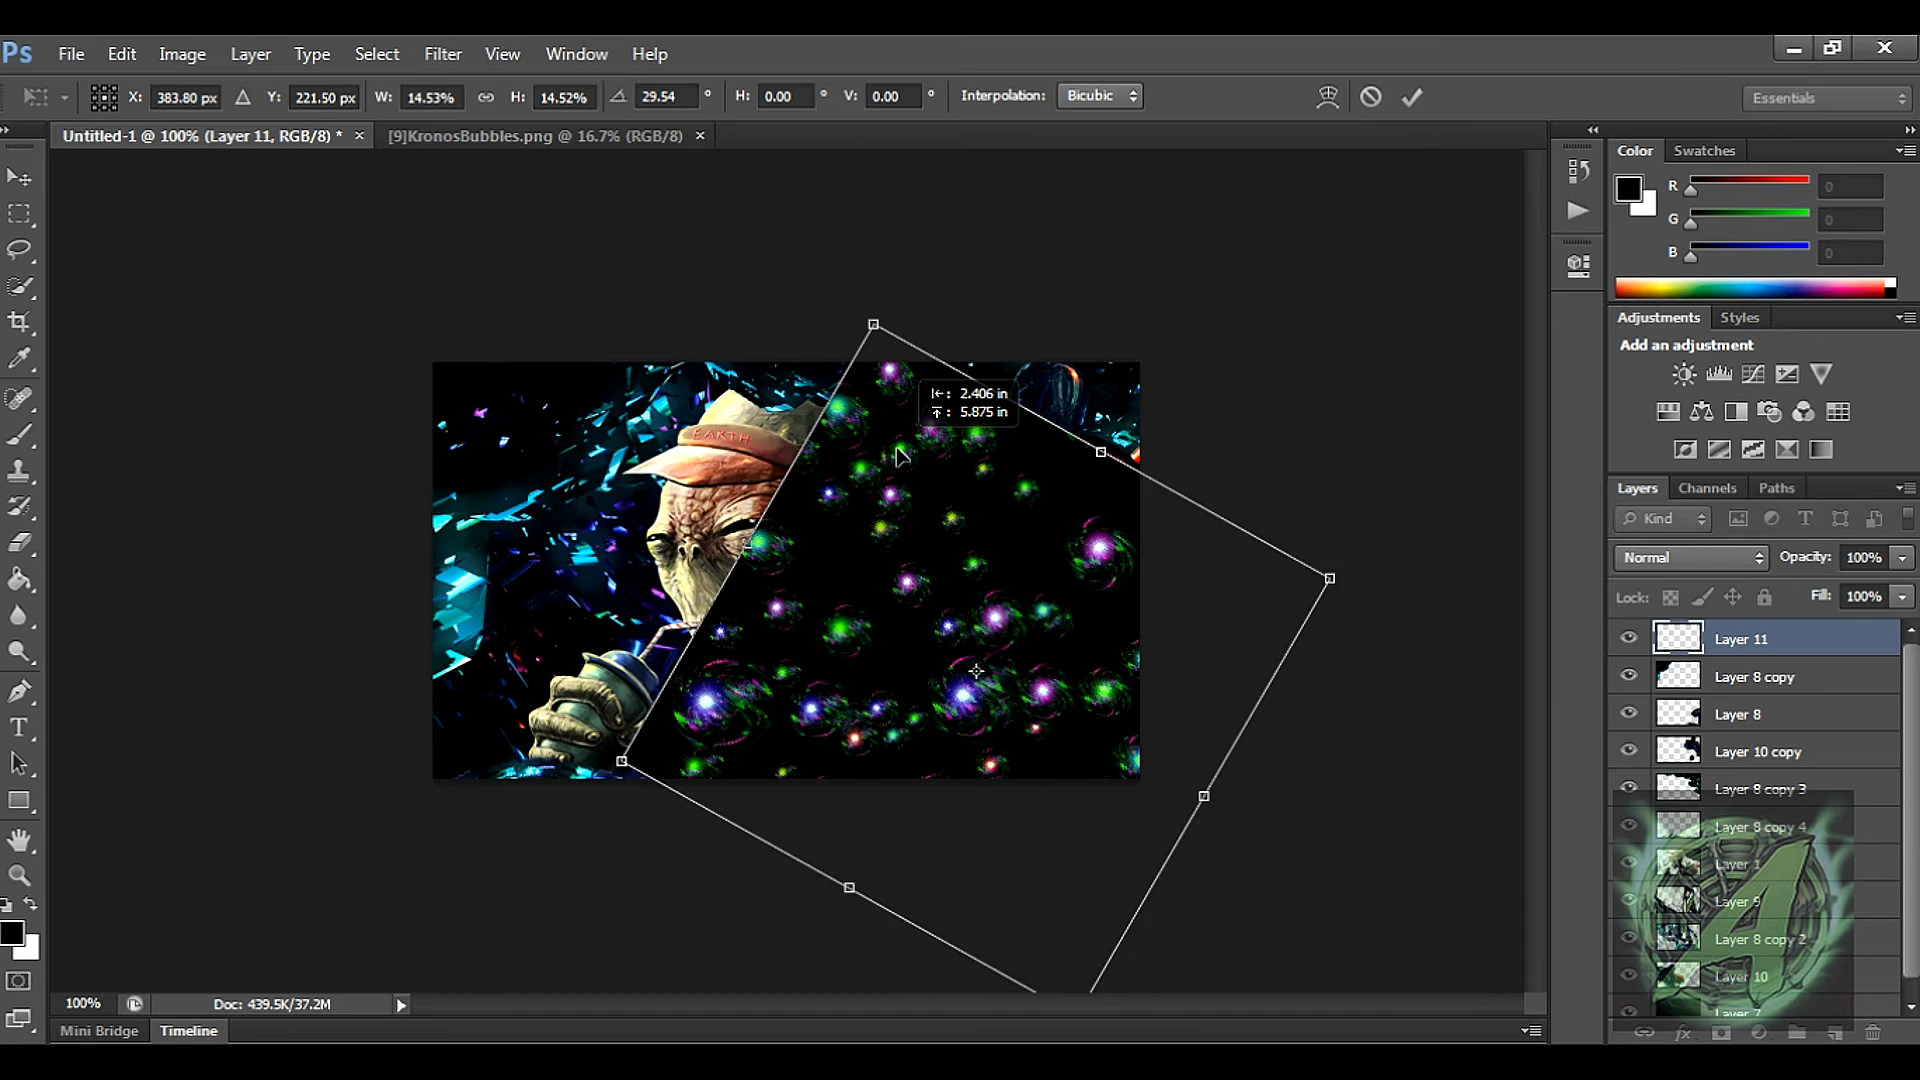 Ps File Edit Image Layer Type Select Filter View Window Help
X: 383.80 px Y: 221.50 px W: 14.53% H: 14.52% 29.54 ° H: 0.00 ° V: 0.00 ° Interpolation: Bicubic Essentials
Untitled-1 @ 100% (Layer 11, RGB/8) * × [9]KronosBubbles.png @ 16.7% (RGB/8) ×
Color Swatches
R 0
G 0
B 0
Adjustments Styles
Add an adjustment
EARTH
2.406 in
5.875 in
Layers Channels Paths
Kind
Normal Opacity: 100%
Lock: Fill: 100%
Layer 11
Layer 8 copy
Layer 8
Layer 10 copy
Layer 8 copy 3
Layer 8 copy 4
Layer 1
Layer 9
Layer 8 copy 2
Layer 10
Layer 7
100% Doc: 439.5K/37.2M
Mini Bridge Timeline